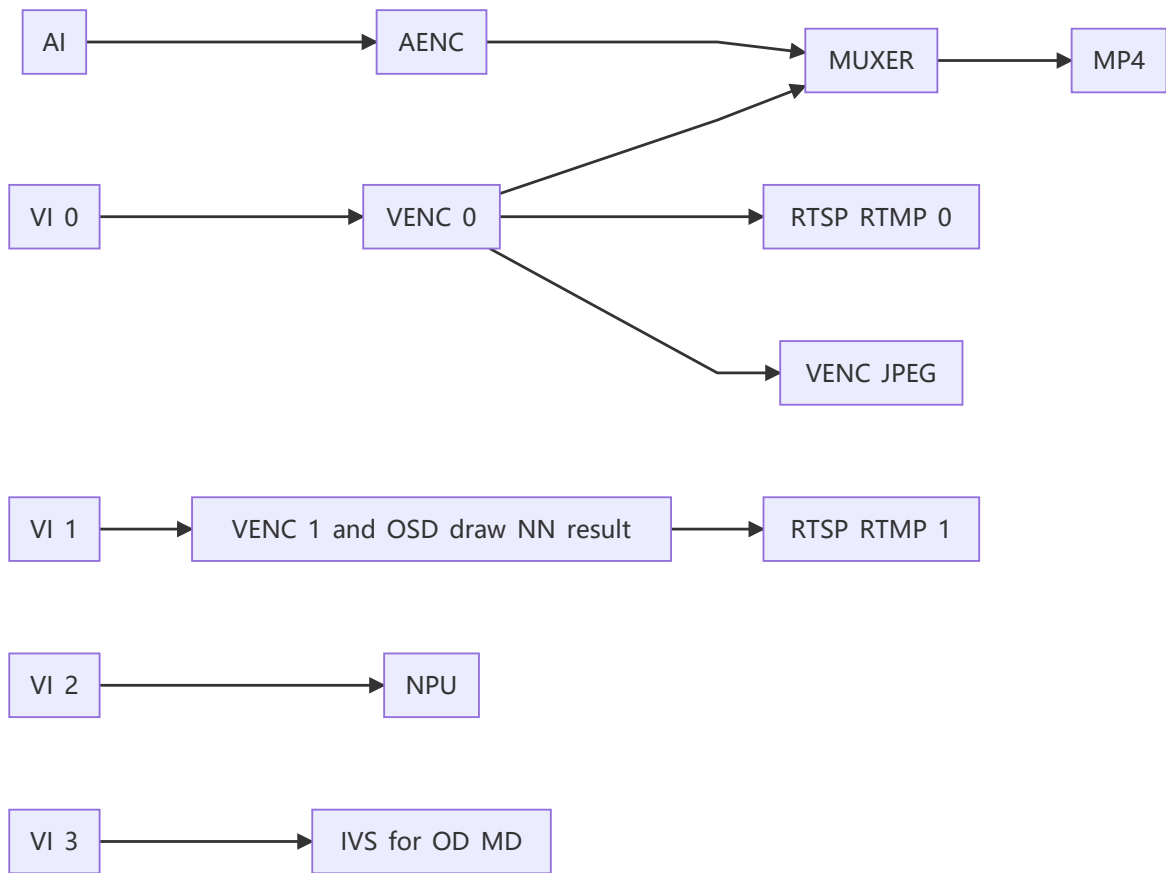 AI
AENC
MUXER
MP4
VI 0
VENC 0
RTSP RTMP 0
VENC JPEG
VI 1
VENC 1 and OSD draw NN result
RTSP RTMP 1
VI 2
NPU
VI 3
IVS for OD MD